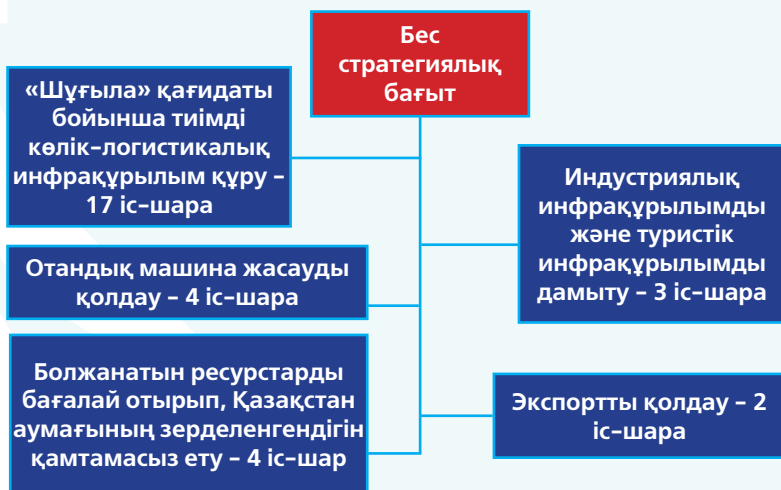 Бес
стратегиялық
бағыт
«Шұғыла» қағидаты
бойынша тиімді
көлік–логистикалық
инфрақұрылым құру –
17 іс–шара
Индустриялық
инфрақұрылымды
және туристік
инфрақұрылымды
дамыту – 3 іс–шара
Отандық машина жасауды
қолдау – 4 іс–шара
Болжанатын ресурстарды
бағалай отырып, Қазақстан
аумағының зерделенгендігін
қамтамасыз ету – 4 іс–шар
Экспортты қолдау – 2
іс–шара